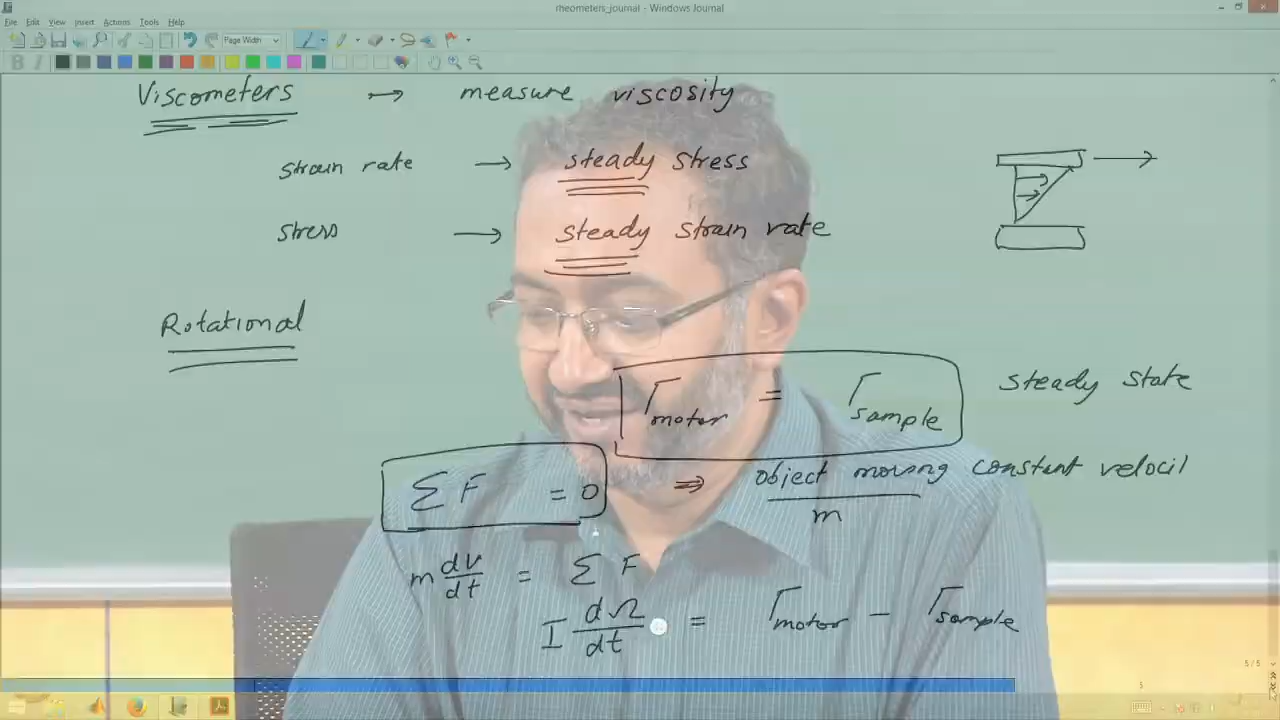 rheometers_journal - Windows Journal
File Edit View Insert Actions Tools Help
Page Width
B I
Viscometers → measure viscosity
strain rate → steady stress
stress → steady strain rate
Rotational
Γmotor = Γsample steady state
Σ F = 0 ⇒ object moving constant velocit
m
m dv/dt = Σ F
I dΩ/dt = Γmotor − Γsample
5/5
5